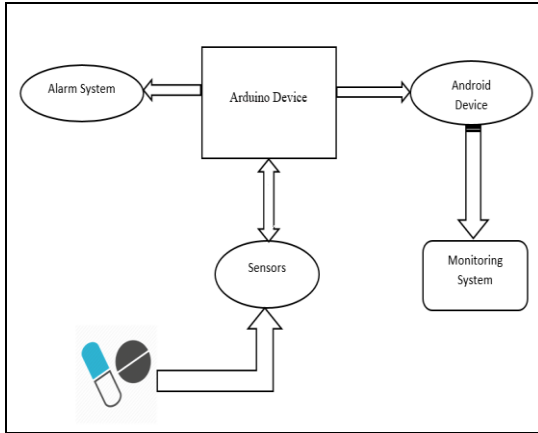 Alarm System
Arduino Device
Android
Device
Sensors
Monitoring
System